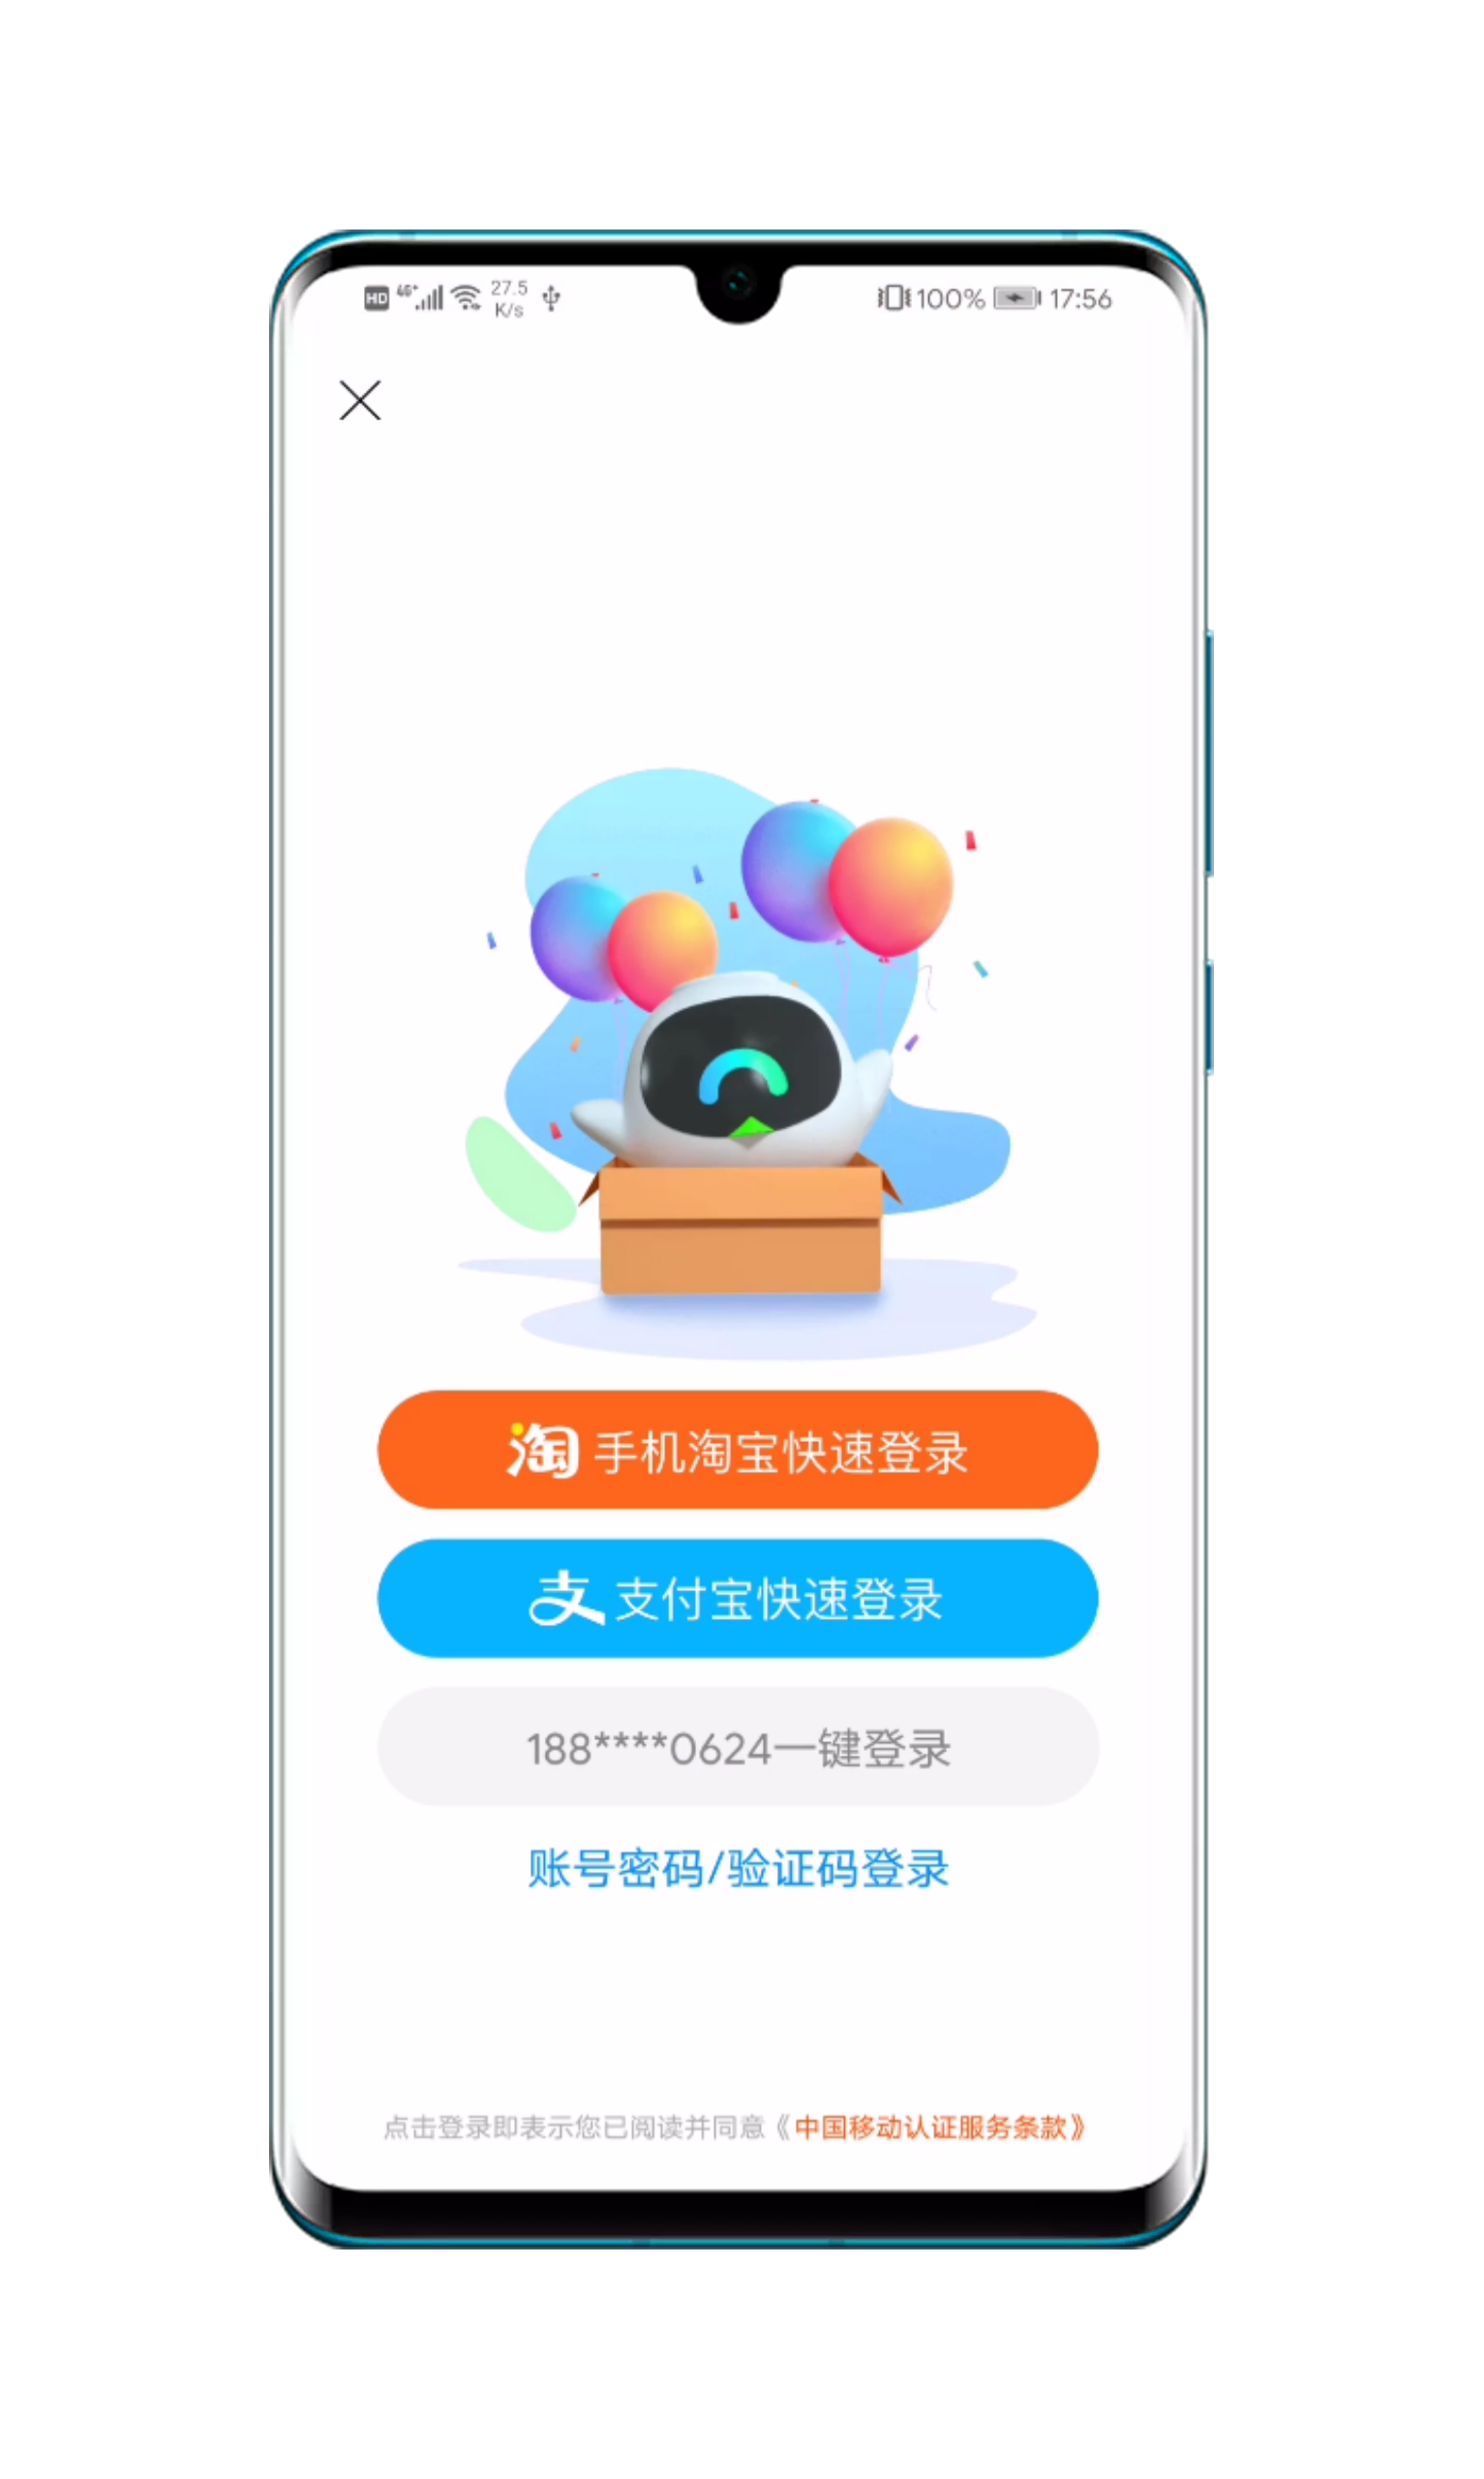 HD 4G+ 27.5 K/s 100% 17:56
淘 手机淘宝快速登录
支 支付宝快速登录
188****0624一键登录
账号密码/验证码登录
点击登录即表示您已阅读并同意《中国移动认证服务条款》